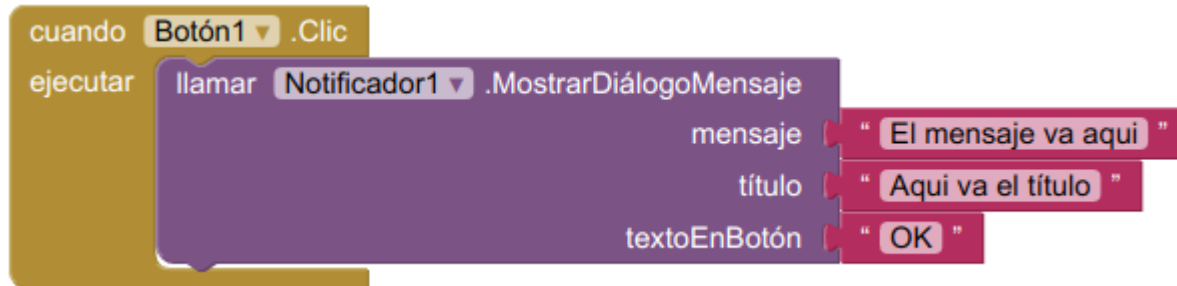 cuando Botón1 .Clic
ejecutar llamar Notificador1 .MostrarDiálogoMensaje
mensaje “ El mensaje va aqui ”
título “ Aqui va el título ”
textoEnBotón “ OK ”